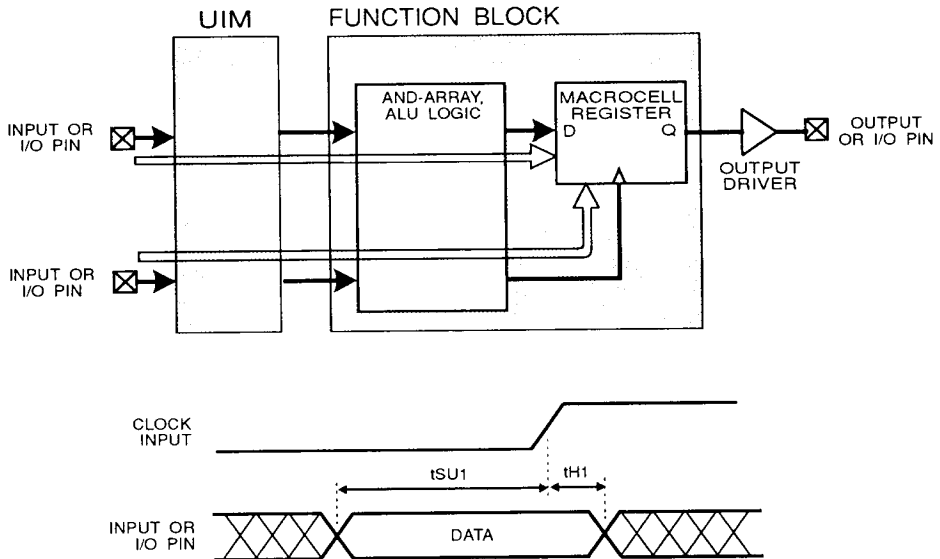 UIM
FUNCTION BLOCK
AND-ARRAY,
ALU LOGIC
MACROCELL
REGISTER
D
Q
INPUT OR
I/O PIN
OUTPUT
OR I/O PIN
OUTPUT
DRIVER
INPUT OR
I/O PIN
CLOCK
INPUT
tSU1
tH1
INPUT OR
I/O PIN
DATA